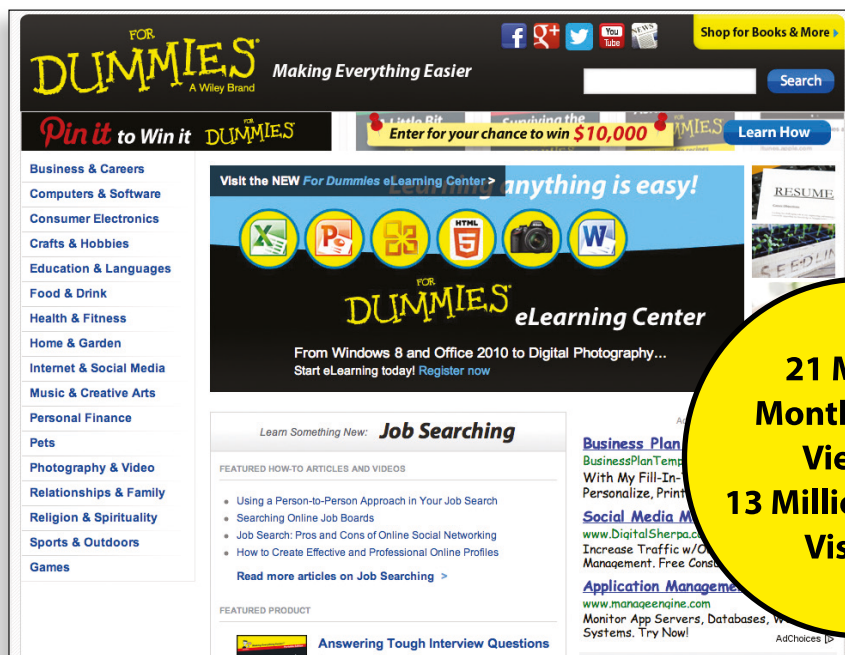 FOR
DUMMIES
A Wiley Brand
Making Everything Easier
You
Tube
NEWS
Shop for Books & More
Search
Pin it to Win it DUMMIES
Enter for your chance to win $10,000
Learn How
Business & Careers
Computers & Software
Consumer Electronics
Crafts & Hobbies
Education & Languages
Food & Drink
Health & Fitness
Home & Garden
Internet & Social Media
Music & Creative Arts
Personal Finance
Pets
Photography & Video
Relationships & Family
Religion & Spirituality
Sports & Outdoors
Games
Visit the NEW For Dummies eLearning Center >
Learning anything is easy!
HTML
5
FOR
DUMMIES
eLearning Center
From Windows 8 and Office 2010 to Digital Photography...
Start eLearning today! Register now
RESUME
Learn Something New: Job Searching
FEATURED HOW-TO ARTICLES AND VIDEOS
Using a Person-to-Person Approach in Your Job Search
Searching Online Job Boards
Job Search: Pros and Cons of Online Social Networking
How to Create Effective and Professional Online Profiles
Read more articles on Job Searching >
FEATURED PRODUCT
Answering Tough Interview Questions
Business Plan
BusinessPlanTemp
With My Fill-In-
Personalize, Print
Social Media M
www.DigitalSherpa.co
Increase Traffic w/O
Management. Free Cons
Application Manageme
www.manageengine.com
Monitor App Servers, Databases, W
Systems. Try Now!
AdChoices
21 M
Month
Vie
13 Millio
Vis